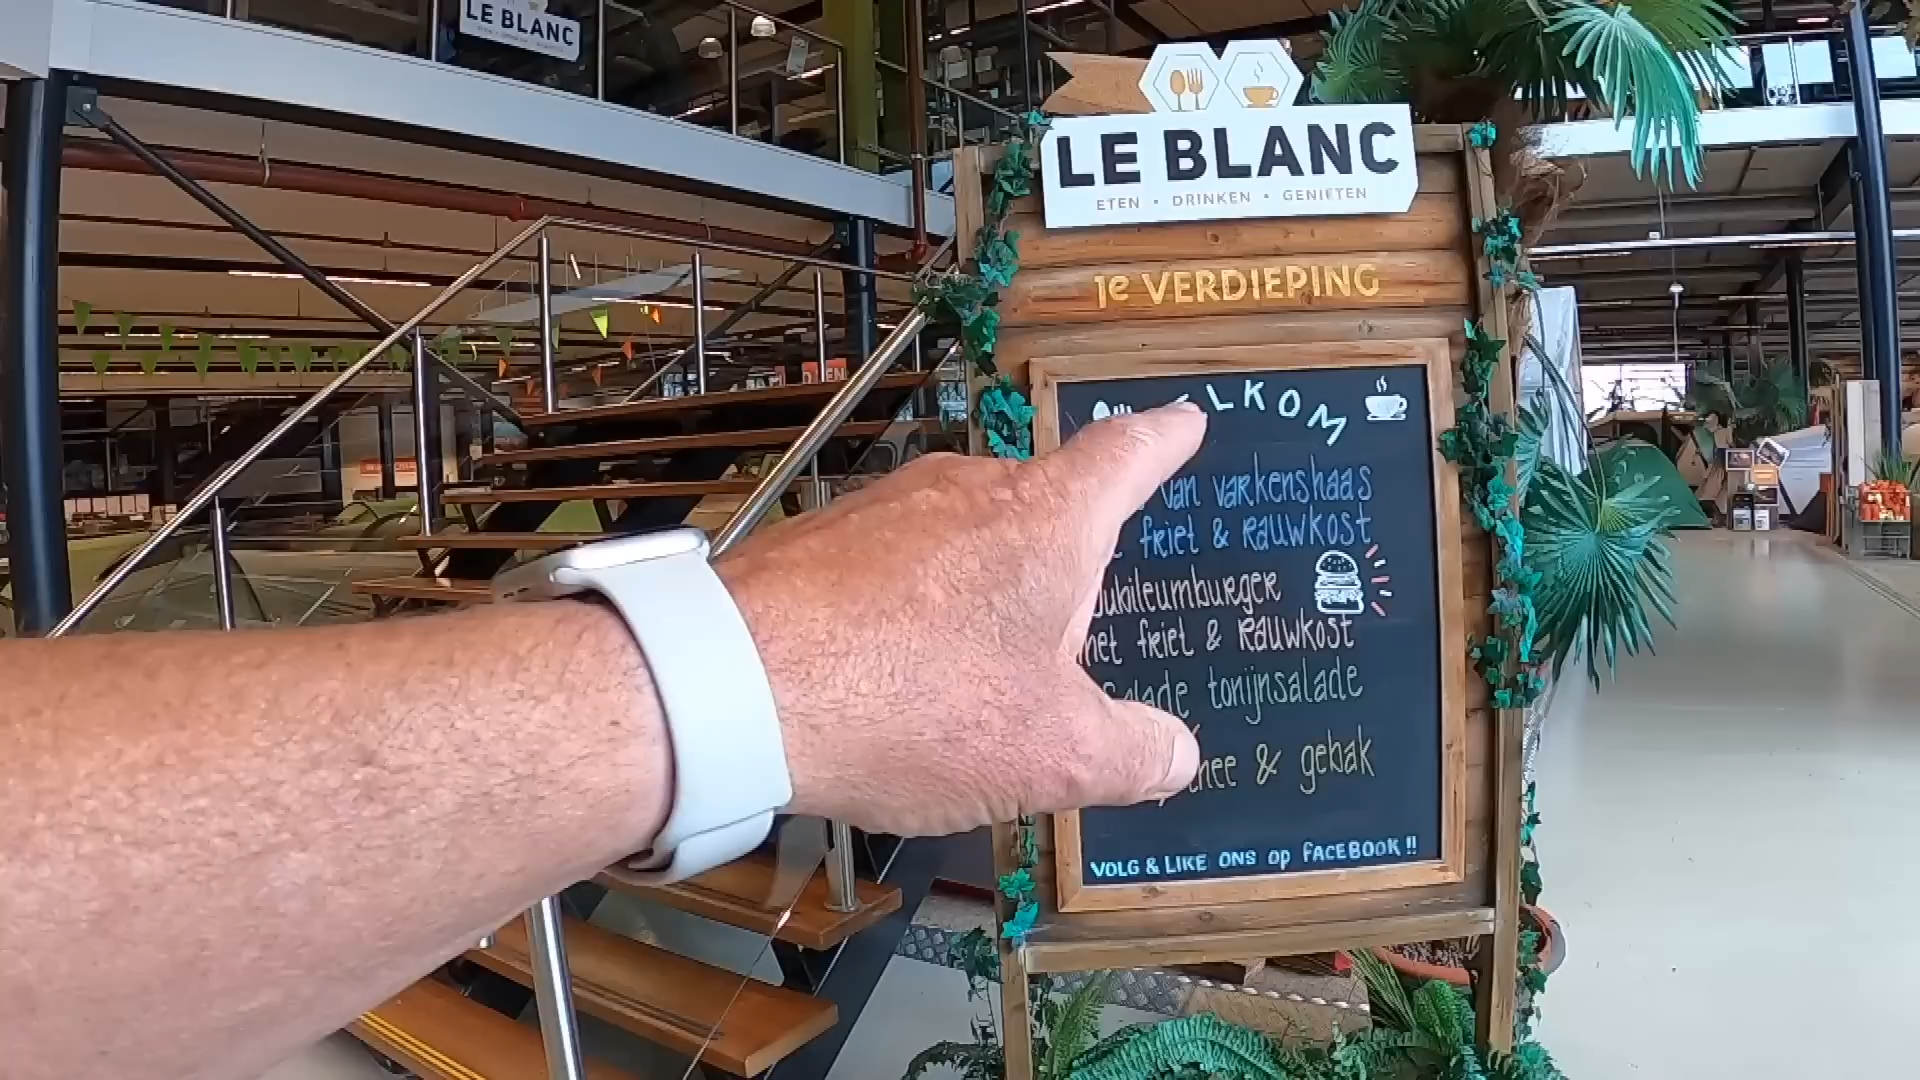 LE BLANC
LE BLANC
ETEN • DRINKEN • GENIETEN
1e VERDIEPING
van varkenshaas
friet & Rauwkost
Jubileumburger
met friet & Rauwkost
Salade tonijnsalade
thee & gebak
VOLG & LIKE ONS op FACEBOOK !!